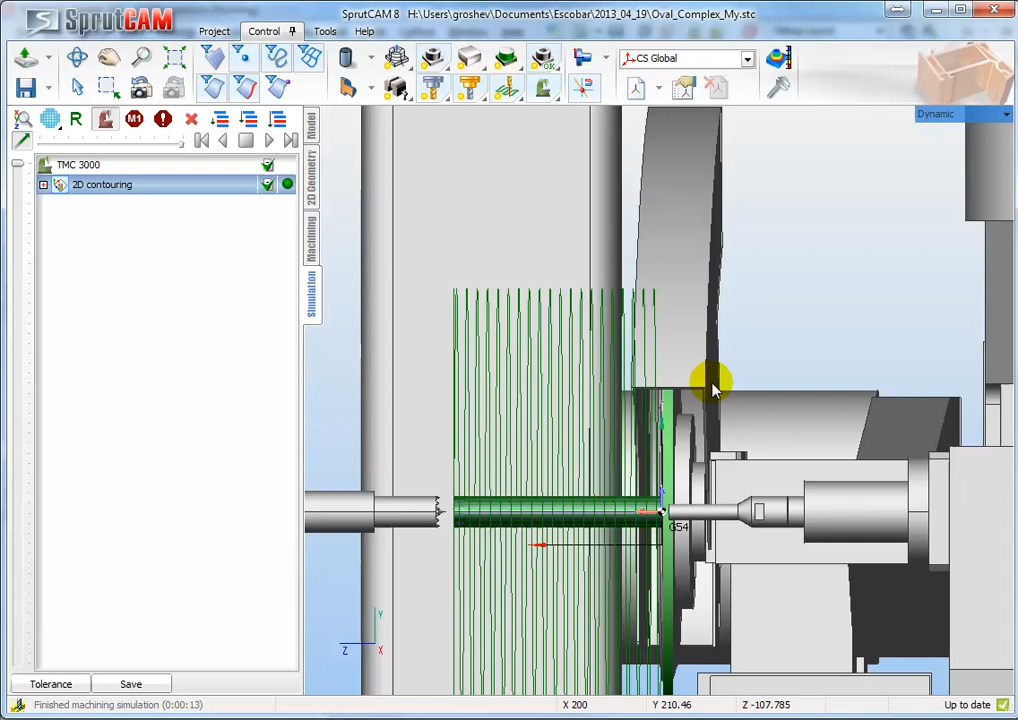 SprutCAM
SprutCAM 8 H:\Users\groshev\Documents\Escobar\2013_04_19\Oval_Complex_My.stc
Project
Control
Tools
Help
OK
CS Global
R
M1
Dynamic
TMC 3000
2D contouring
Model
2D Geometry
Machining
Simulation
G54
Y
Z
X
Tolerance
Save
Finished machining simulation (0:00:13)
X 200
Y 210.46
Z -107.785
Up to date